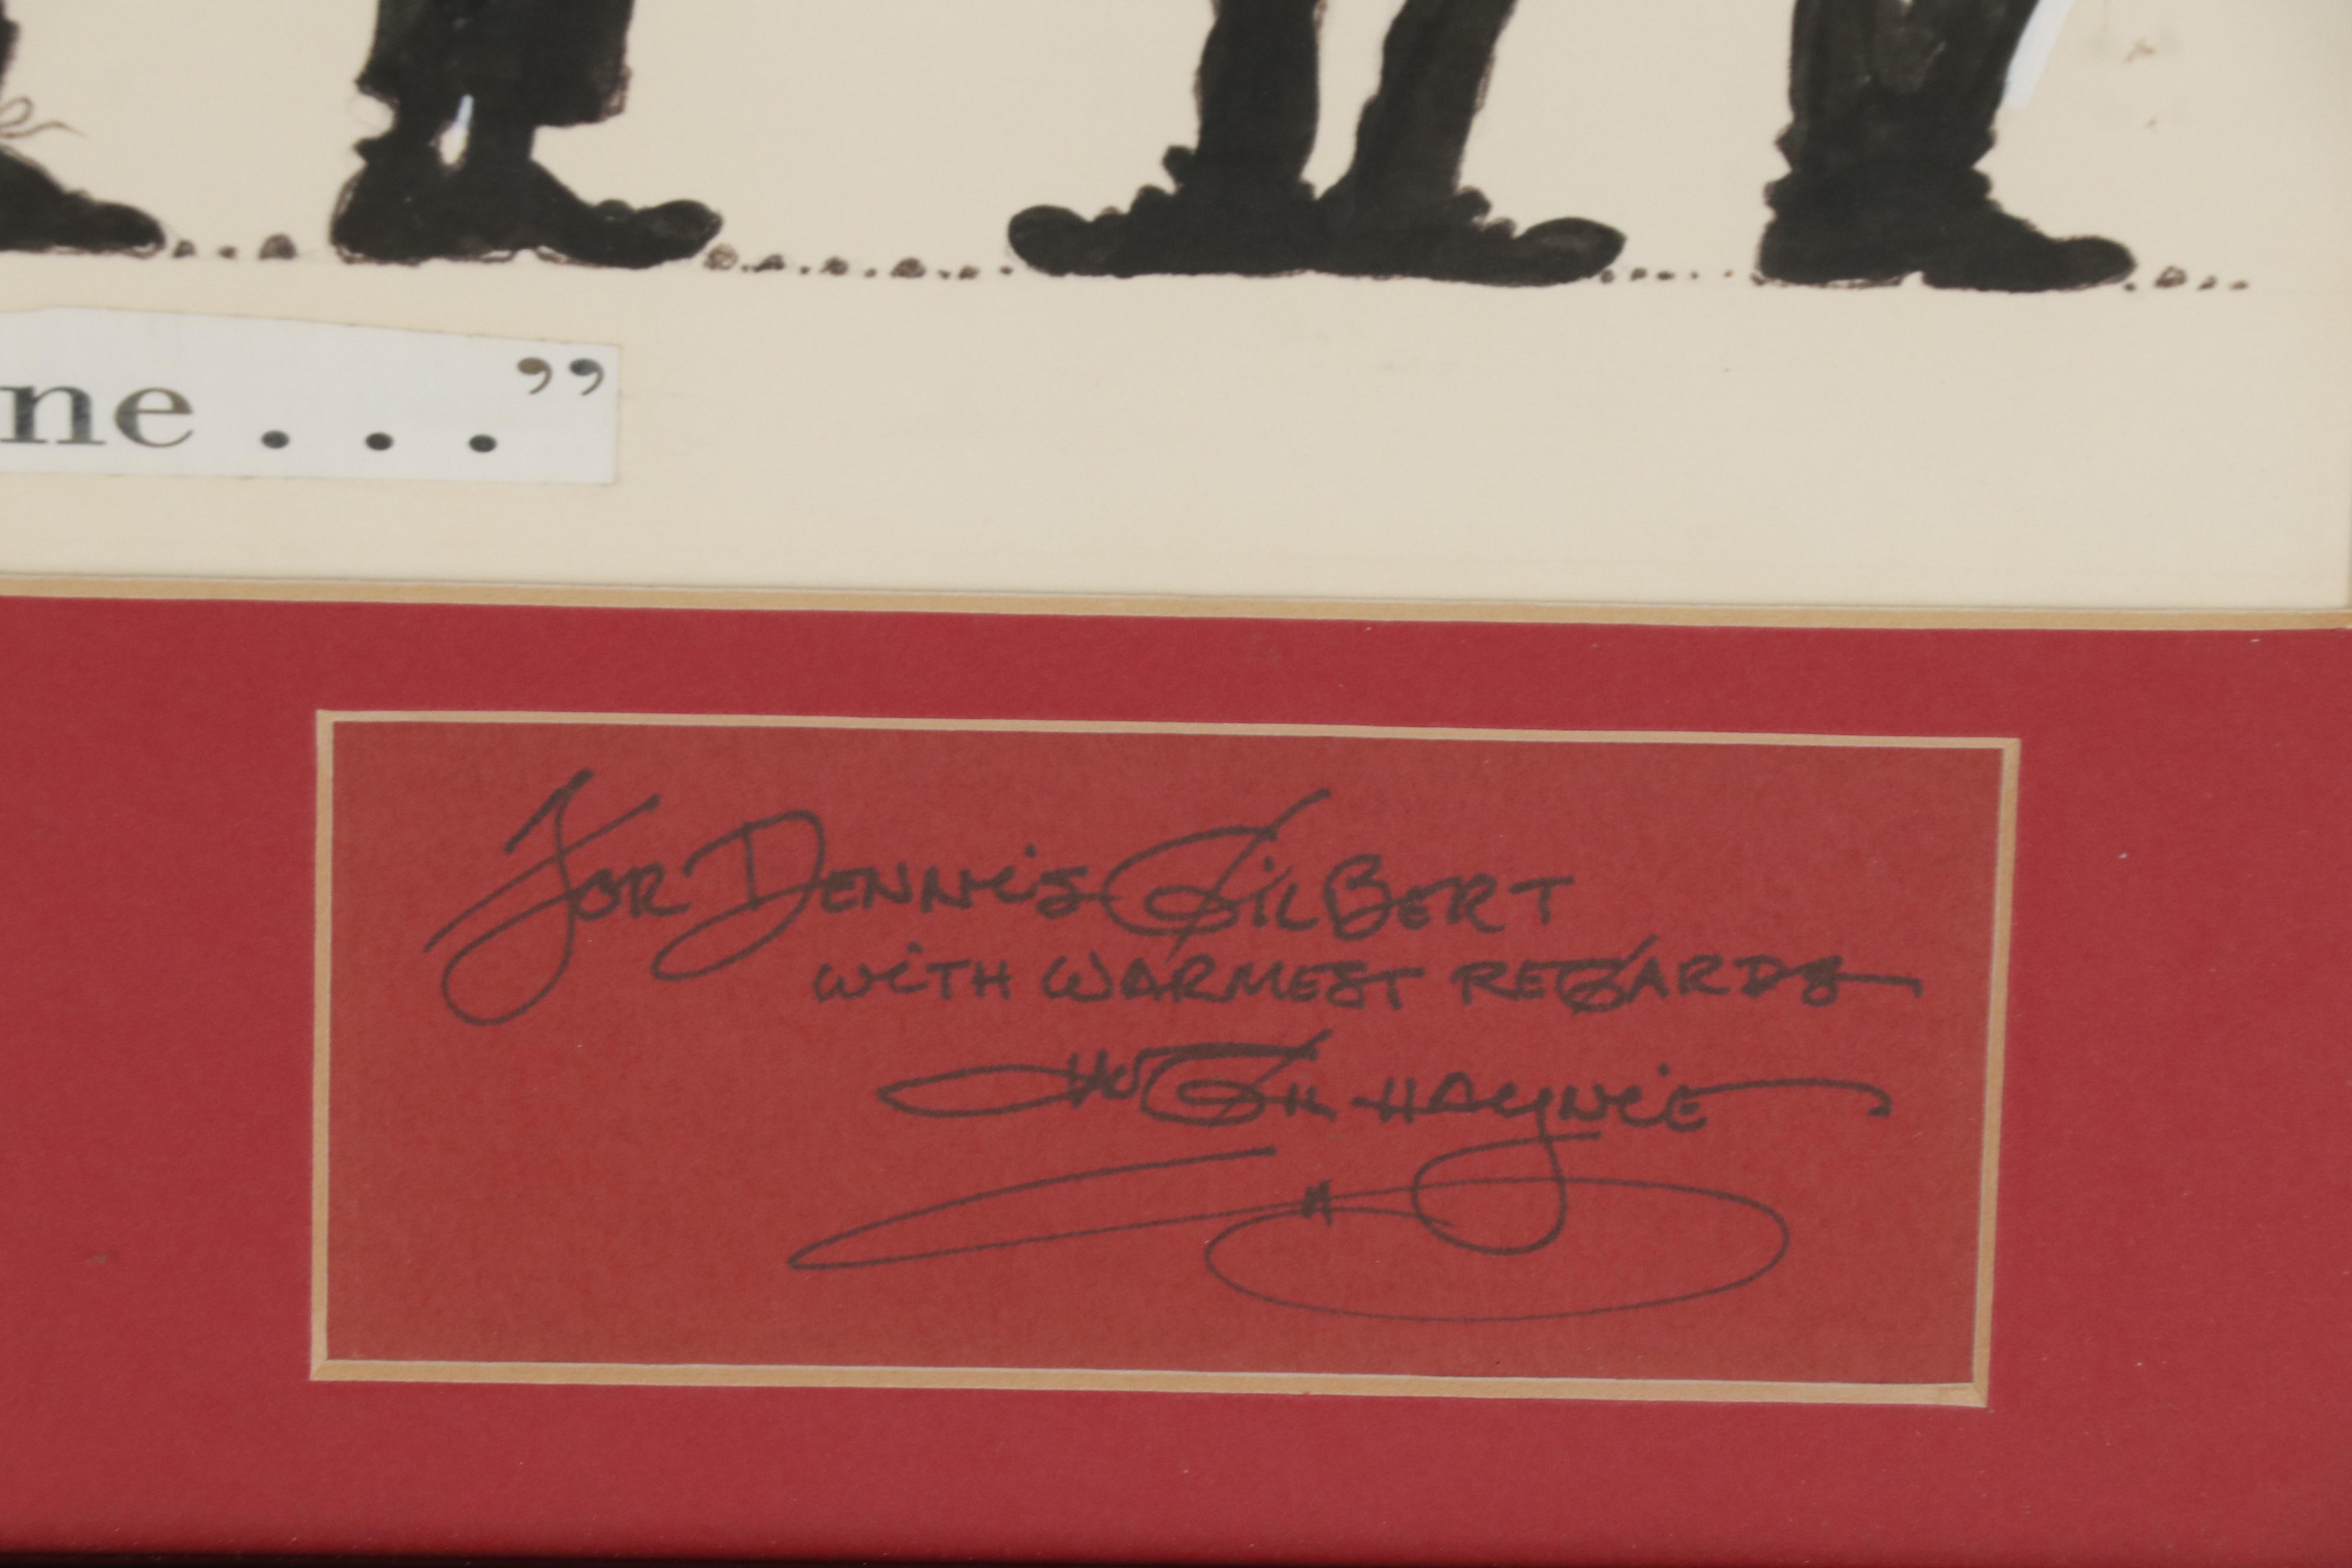 ne . . .”
For Dennis Gilbert
with warmest regards
Hugh Haynie